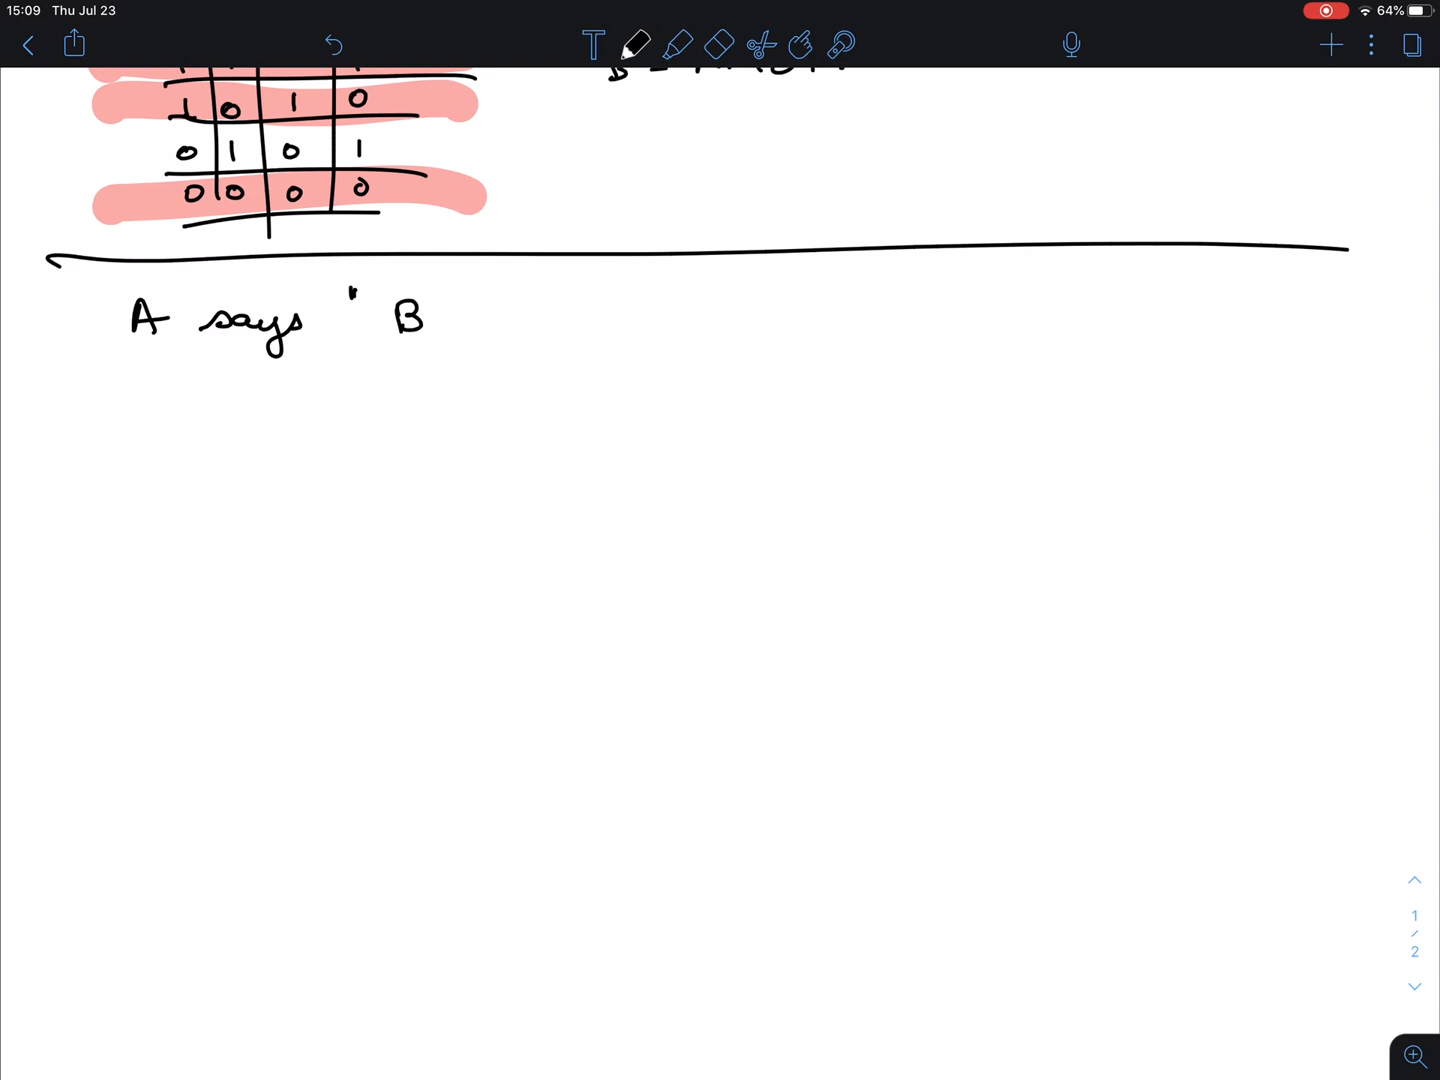 15:09 Thu Jul 23 64%
1 0 1 0
0 1 0 1
0 0 0 0
A says " B
1
/
2